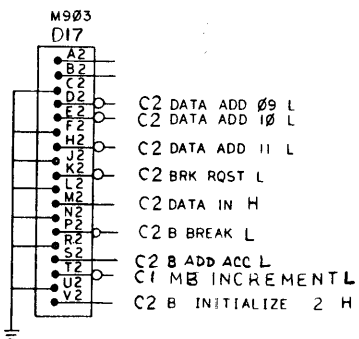 M903
D17
A2
B2
C2
D2 C2 DATA ADD Ø9 L
E2 C2 DATA ADD 1Ø L
F2
H2 C2 DATA ADD 11 L
J2
K2 C2 BRK RQST L
L2
M2 C2 DATA IN H
N2
P2 C2 B BREAK L
R2
S2 C2 B ADD ACC L
T2 C1 MB INCREMENT L
U2
V2 C2 B INITIALIZE 2 H